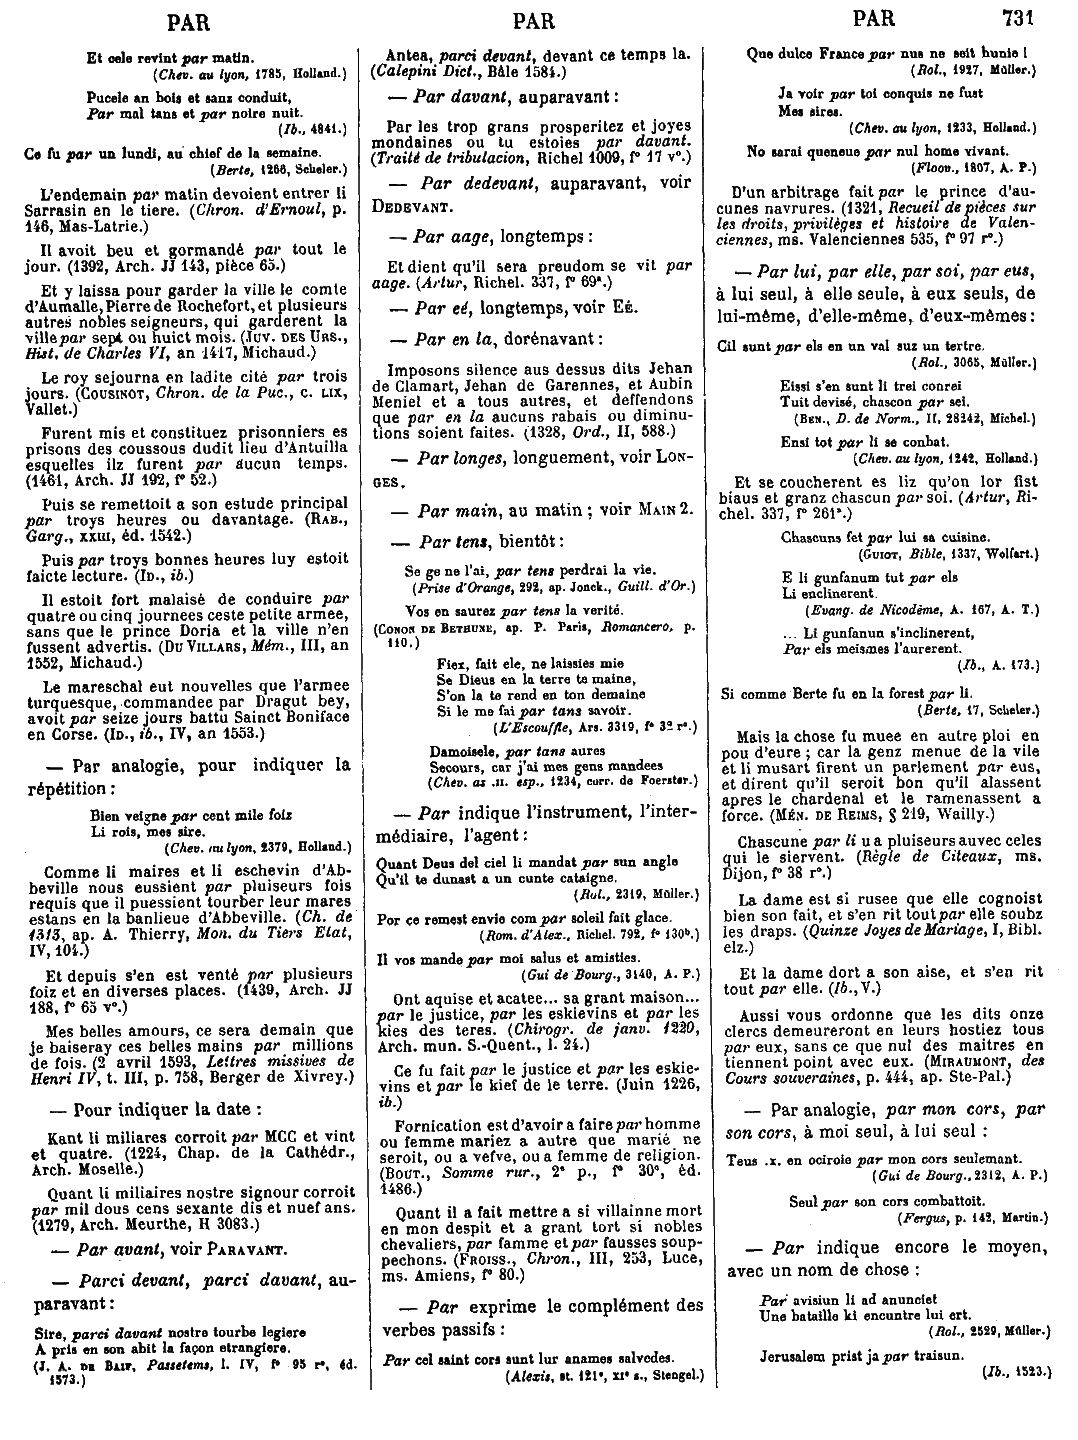 PAR
PAR
PAR 731
Et cele revint par matin.
(Chev. au lyon, 1785, Holland.)
Pucele an bois et sanz conduit,
Par mal tans et par noire nuit.
(Ib., 4841.)
Ce fu par un lundi, au chief de la semaine.
(Berte, 1266, Scheler.)
L'endemain par matin devoient entrer li
Sarrasin en le tiere. (Chron. d'Ernoul, p.
146, Mas-Latrie.)
Il avoit beu et gormandé par tout le
jour. (1392, Arch. JJ 143, pièce 65.)
Et y laissa pour garder la ville le comte
d'Aumalle, Pierre de Rochefort, et plusieurs
autres nobles seigneurs, qui garderent la
ville par sept ou huict mois. (JUV. DES URS.,
Hist. de Charles VI, an 1417, Michaud.)
Le roy sejourna en ladite cité par trois
jours. (COUSINOT, Chron. de la Puc., c. LIX,
Vallet.)
Furent mis et constituez prisonniers es
prisons des coussous dudit lieu d'Antuilla
esquelles ilz furent par aucun temps.
(1461, Arch. JJ 192, f° 52.)
Puis se remettoit a son estude principal
par troys heures ou davantage. (RAB.,
Garg., XXIII, éd. 1542.)
Puis par troys bonnes heures luy estoit
faicte lecture. (ID., ib.)
Il estoit fort malaisé de conduire par
quatre ou cinq journees ceste petite armee,
sans que le prince Doria et la ville n'en
fussent advertis. (DU VILLARS, Mém., III, an
1552, Michaud.)
Le mareschal eut nouvelles que l'armee
turquesque, commandee par Dragut bey,
avoit par seize jours battu Sainct Boniface
en Corse. (ID., ib., IV, an 1553.)
— Par analogie, pour indiquer la
répétition :
Bien veigne par cent mile foiz
Li rois, mes sire.
(Chev. au lyon, 2379, Holland.)
Comme li maires et li eschevin d'Ab-
beville nous eussient par pluiseurs fois
requis que il puessient tourber leur mares
estans en la banlieue d'Abbeville. (Ch. de
1313, ap. A. Thierry, Mon. du Tiers Etat,
IV, 104.)
Et depuis s'en est venté par plusieurs
foiz et en diverses places. (1439, Arch. JJ
188, f° 65 v°.)
Mes belles amours, ce sera demain que
je baiseray ces belles mains par millions
de fois. (2 avril 1593, Lettres missives de
Henri IV, t. III, p. 758, Berger de Xivrey.)
— Pour indiquer la date :
Kant li miliares corroit par MCC et vint
et quatre. (1224, Chap. de la Cathédr.,
Arch. Moselle.)
Quant li miliaires nostre signour corroit
par mil dous cens sexante dis et nuef ans.
(1279, Arch. Meurthe, H 3083.)
— Par avant, voir PARAVANT.
— Parci devant, parci davant, au-
paravant :
Sire, parci davant nostre tourbe legiere
A pris en son abit la façon etrangiere.
(J. A. DE BAIF, Passetems, l. IV, f° 95 r°, éd.
1573.)
Antea, parci devant, devant ce temps la.
(Calepini Dict., Bâle 1584.)
— Par davant, auparavant :
Par les trop grans prosperitez et joyes
mondaines ou tu estoies par davant.
(Traité de tribulacion, Richel 1009, f° 17 v°.)
— Par dedevant, auparavant, voir
DEDEVANT.
— Par aage, longtemps :
Et dient qu'il sera preudom se vit par
aage. (Artur, Richel. 337, f° 69ª.)
— Par eé, longtemps, voir EÉ.
— Par en la, dorénavant :
Imposons silence aus dessus dits Jehan
de Clamart, Jehan de Garennes, et Aubin
Meniel et a tous autres, et deffendons
que par en la aucuns rabais ou diminu-
tions soient faites. (1328, Ord., II, 588.)
— Par longes, longuement, voir LON-
GES.
— Par main, au matin ; voir MAIN 2.
— Par tens, bientôt :
Se ge ne l'ai, par tens perdrai la vie.
(Prise d'Orange, 292, ap. Jonck., Guill. d'Or.)
Vos en saurez par tens la verité.
(CONON DE BETHUNE, ap. P. Paris, Romancero, p.
110.)
Fiez, fait ele, ne laissies mie
Se Dieus en la terre te maine,
S'on la te rend en ton demaine
Si le me fai par tans savoir.
(L'Escouffle, Ars. 3319, f° 32 r°.)
Damoisele, par tans aures
Secours, car j'ai mes gens mandees
(Chev. as .II. esp., 1234, corr. de Foerster.)
— Par indique l'instrument, l'inter-
médiaire, l'agent :
Quant Deus del ciel li mandat par sun angle
Qu'il te dunast a un cunte cataigne.
(Rol., 2319, Müller.)
Por ce remest envie com par soleil fait glace.
(Rom. d'Alex., Richel. 792, f° 130ᵇ.)
Il vos mande par moi salus et amisties.
(Gui de Bourg., 3140, A. P.)
Ont aquise et acatee... sa grant maison...
par le justice, par les eskievins et par les
kies des teres. (Chirogr. de janv. 1220,
Arch. mun. S.-Quent., l. 24.)
Ce fu fait par le justice et par les eskie-
vins et par le kief de le terre. (Juin 1226,
ib.)
Fornication est d'avoir a faire par homme
ou femme mariez a autre que marié ne
seroit, ou a vefve, ou a femme de religion.
(BOUT., Somme rur., 2° p., f° 30°, éd.
1486.)
Quant il a fait mettre a si villainne mort
en mon despit et a grant tort si nobles
chevaliers, par famme et par fausses soup-
pechons. (FROISS., Chron., III, 253, Luce,
ms. Amiens, f° 80.)
— Par exprime le complément des
verbes passifs :
Par cel saint cors sunt lur anames salvedes.
(Alexis, st. 121°, XI° s., Stengel.)
Que dulce France par nus ne seit hunie !
(Rol., 1927, Müller.)
Ja voir par toi conquis ne fust
Mes sires.
(Chev. au lyon, 1233, Holland.)
No sarai queneue par nul home vivant.
(Floov., 1807, A. P.)
D'un arbitrage fait par le prince d'au-
cunes navrures. (1321, Recueil de pièces sur
les droits, privilèges et histoire de Valen-
ciennes, ms. Valenciennes 535, f° 97 r°.)
— Par lui, par elle, par soi, par eus,
à lui seul, à elle seule, à eux seuls, de
lui-même, d'elle-même, d'eux-mêmes :
Cil sunt par els en un val suz un tertre.
(Rol., 3065, Müller.)
Eissi s'en sunt li trei conrei
Tuit devisé, chascon par sei.
(BEN., D. de Norm., II, 28242, Michel.)
Ensi tot par li se conbat.
(Chev. au lyon, 1242, Holland.)
Et se coucherent es liz qu'on lor fist
biaus et granz chascun par soi. (Artur, Ri-
chel. 337, f° 261ª.)
Chascuns fet par lui sa cuisine.
(GUIOT, Bible, 1337, Wolfart.)
E li gunfanum tut par els
Li enclinerent.
(Evang. de Nicodème, A. 167, A. T.)
... Li gunfanun s'inclinerent,
Par els meismes l'aurerent.
(Ib., A. 173.)
Si comme Berte fu en la forest par li.
(Berte, 17, Scheler.)
Mais la chose fu muee en autre ploi en
pou d'eure ; car la genz menue de la vile
et li musart firent un parlement par eus,
et dirent qu'il seroit bon qu'il alassent
apres le chardenal et le ramenassent a
force. (MÉN. DE REIMS, § 219, Wailly.)
Chascune par li u a pluiseurs auvec celes
qui le siervent. (Règle de Citeaux, ms.
Dijon, f° 38 r°.)
La dame est si rusee que elle cognoist
bien son fait, et s'en rit tout par elle soubz
les draps. (Quinze Joyes de Mariage, I, Bibl.
elz.)
Et la dame dort a son aise, et s'en rit
tout par elle. (Ib., V.)
Aussi vous ordonne que les dits onze
clercs demeureront en leurs hostiez tous
par eux, sans ce que nul des maitres en
tiennent point avec eux. (MIRAUMONT, des
Cours souveraines, p. 444, ap. Ste-Pal.)
— Par analogie, par mon cors, par
son cors, à moi seul, à lui seul :
Teus .x. en ociroie par mon cors seulemant.
(Gui de Bourg., 2312, A. P.)
Seul par son cors combattoit.
(Fergus, p. 142, Martin.)
— Par indique encore le moyen,
avec un nom de chose :
Par avisiun li ad anunciet
Une bataille ki encuntre lui ert.
(Rol., 2529, Müller.)
Jerusalem prist ja par traisun.
(Ib., 1523.)